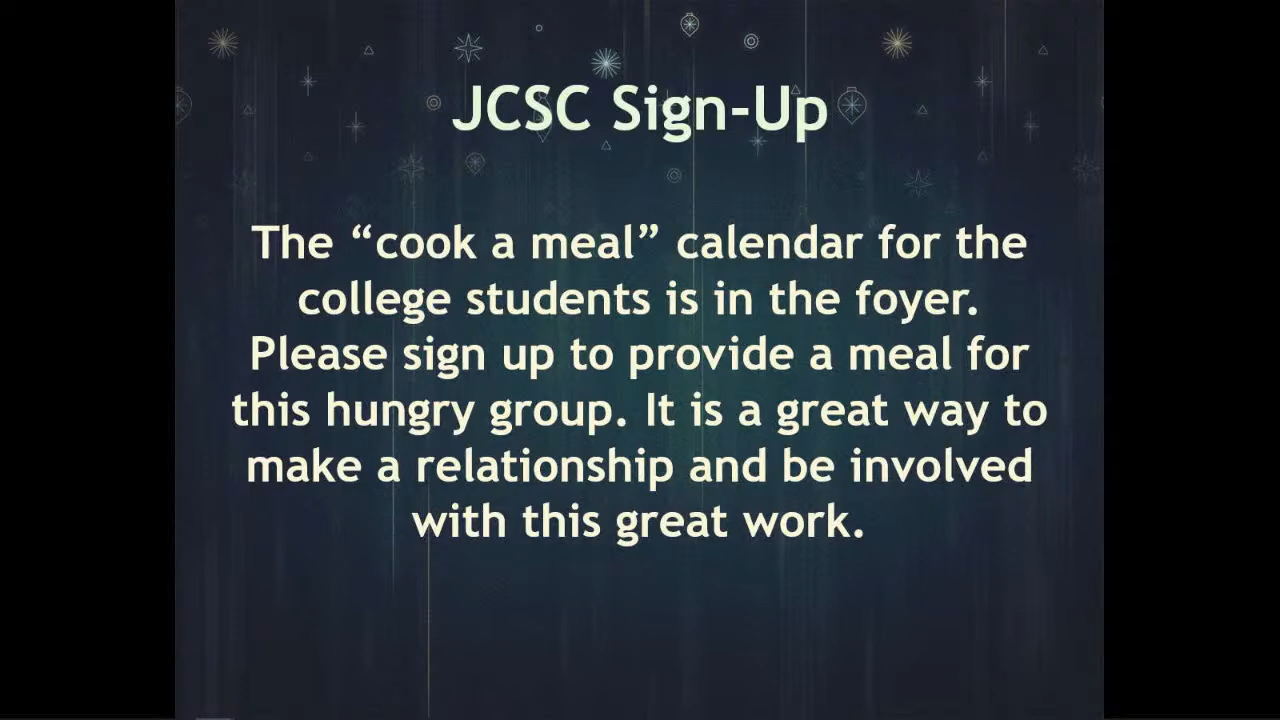 JCSC Sign-Up
The “cook a meal” calendar for the
college students is in the foyer.
Please sign up to provide a meal for
this hungry group. It is a great way to
make a relationship and be involved
with this great work.